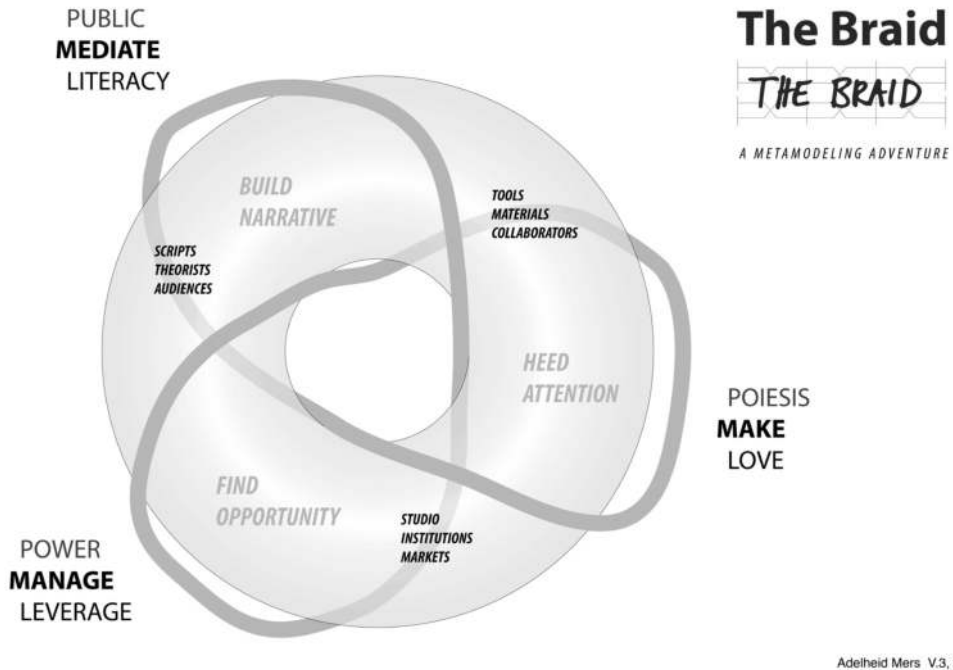 PUBLIC
MEDIATE
LITERACY
The Braid
THE BRAID
A METAMODELING ADVENTURE
BUILD
NARRATIVE
TOOLS
MATERIALS
COLLABORATORS
SCRIPTS
THEORISTS
AUDIENCES
HEED
ATTENTION
POIESIS
MAKE
LOVE
FIND
OPPORTUNITY
STUDIO
INSTITUTIONS
MARKETS
POWER
MANAGE
LEVERAGE
Adelheid Mers V.3,